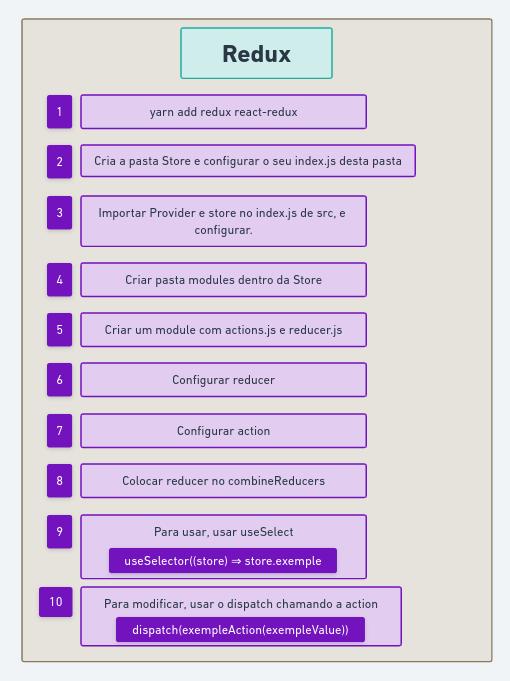 Redux
1
yarn add redux react-redux
2
Cria a pasta Store e configurar o seu index.js desta pasta
3
Importar Provider e store no index.js de src, e
configurar.
4
Criar pasta modules dentro da Store
5
Criar um module com actions.js e reducer.js
6
Configurar reducer
7
Configurar action
8
Colocar reducer no combineReducers
9
Para usar, usar useSelect
useSelector((store) ⇒ store.exemple
10
Para modificar, usar o dispatch chamando a action
dispatch(exempleAction(exempleValue))